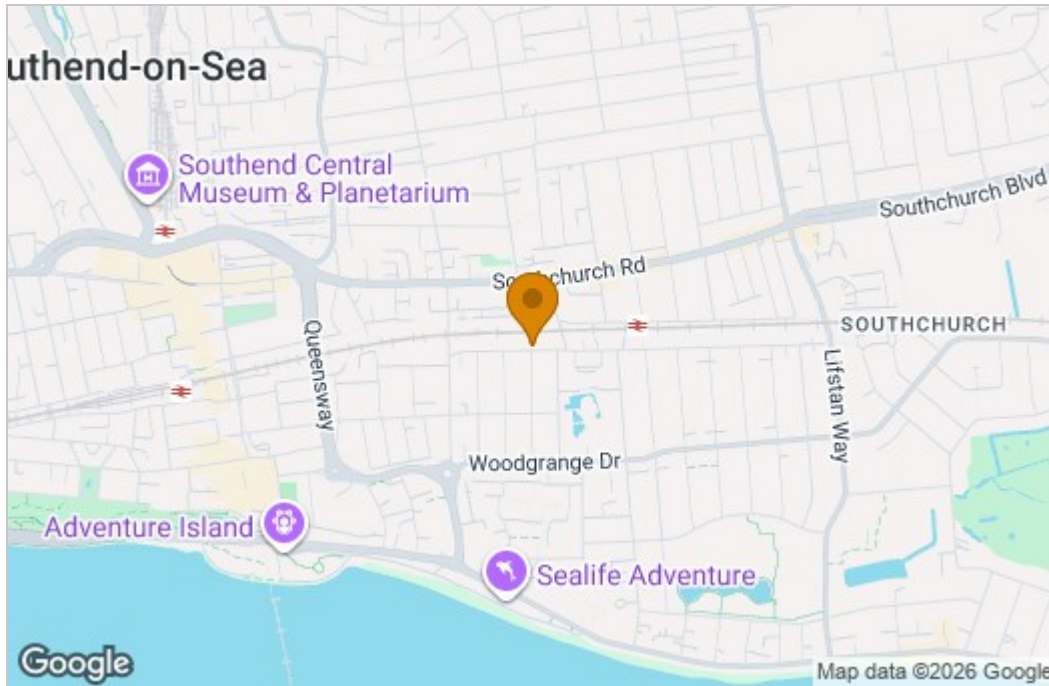 uthend-on-Sea
Southend Central
Museum & Planetarium
Southchurch Blvd
Southchurch Rd
SOUTHCHURCH
Queensway
Lifstan Way
Woodgrange Dr
Adventure Island
Sealife Adventure
Google
Map data ©2026 Google